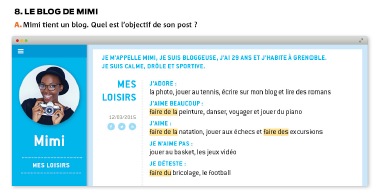 8. LE BLOG DE MIMI
A. Mimi tient un blog. Quel est l'objectif de son post ?
JE M'APPELLE MIMI, JE SUIS BLOGGEUSE, J'AI 29 ANS ET J'HABITE À GRENOBLE.
JE SUIS CALME, DRÔLE ET SPORTIVE.
MES
LOISIRS
12/03/2015
J'ADORE :
la photo, jouer au tennis, écrire sur mon blog et lire des romans
J'AIME BEAUCOUP :
faire de la peinture, danser, voyager et jouer du piano
J'AIME :
faire de la natation, jouer aux échecs et faire des excursions
JE N'AIME PAS :
jouer au basket, les jeux vidéo
JE DÉTESTE :
faire du bricolage, le football
Mimi
MES LOISIRS